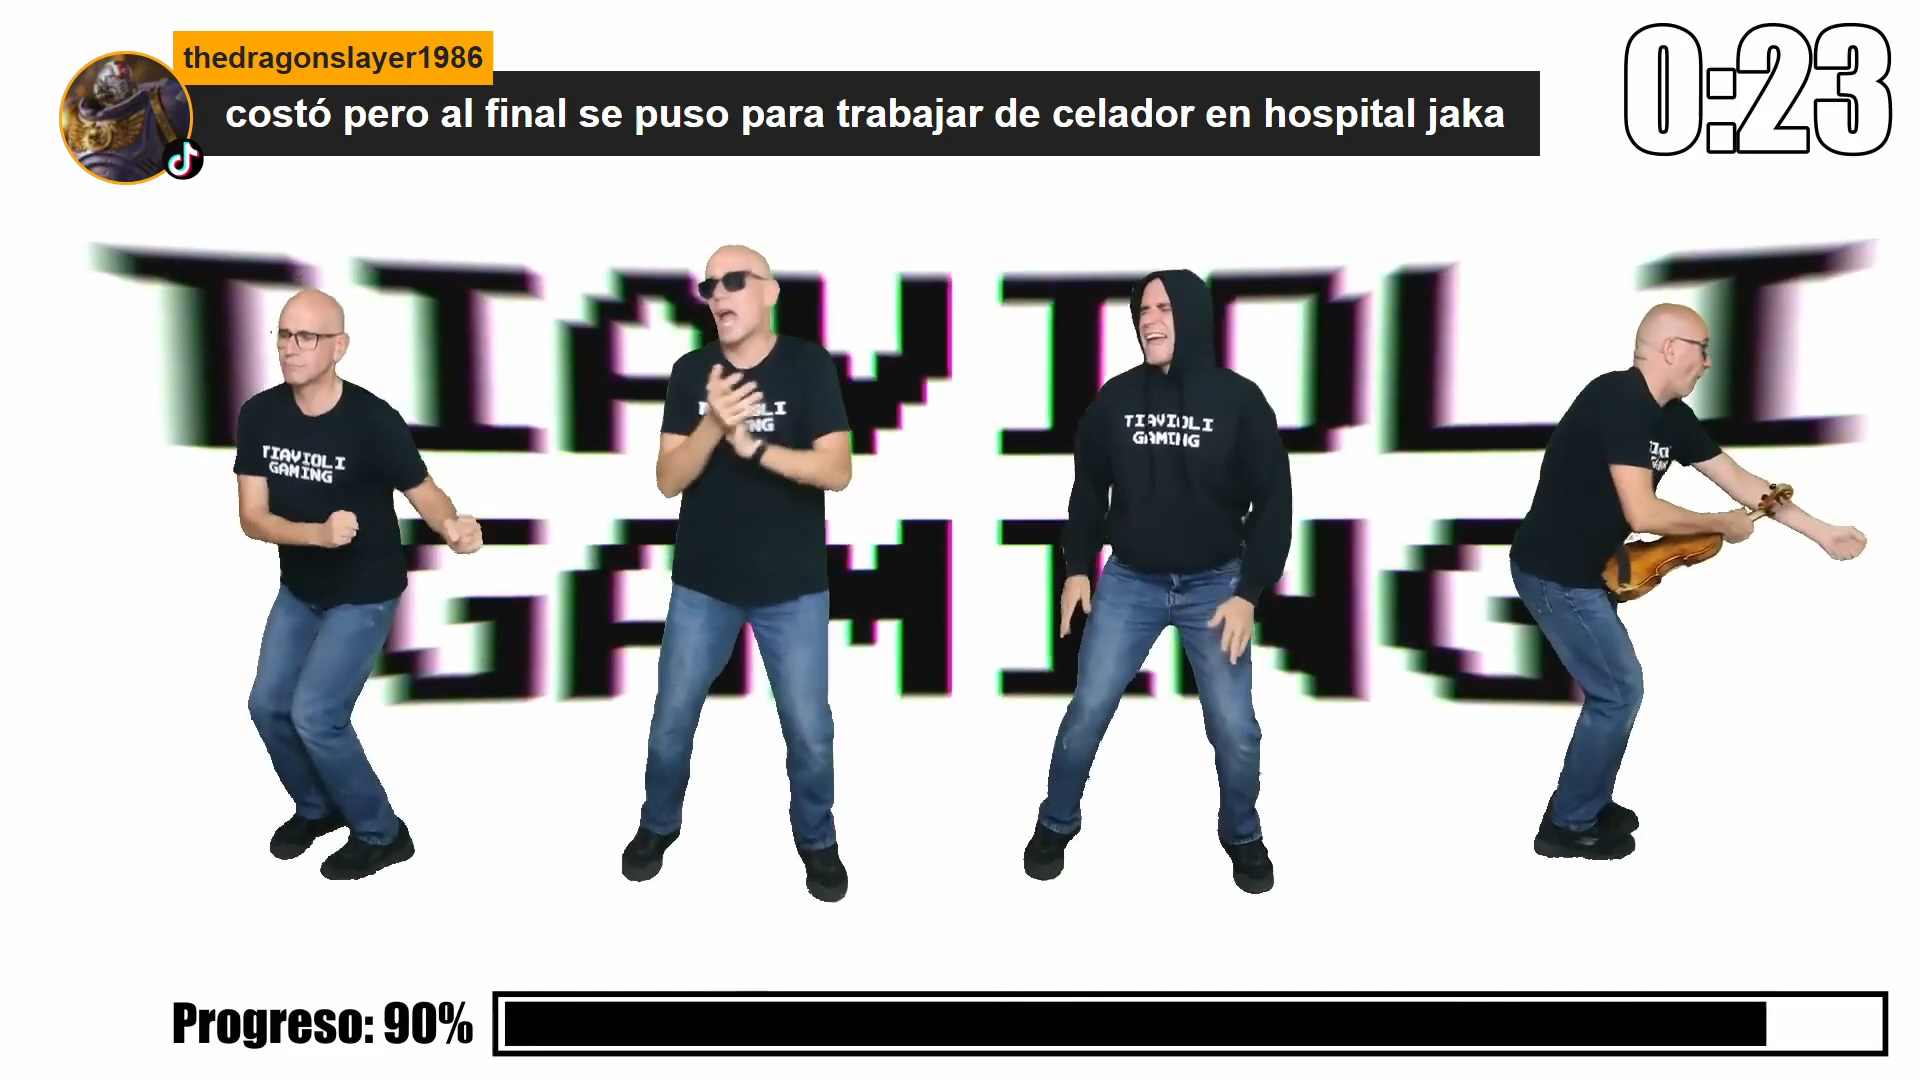 thedragonslayer1986
0:23
costó pero al final se puso para trabajar de celador en hospital jaka
TIAVIOLI
GAMING
TIAVIOLI
GAMING
TIAVIOLI
GAMING
Progreso: 90%